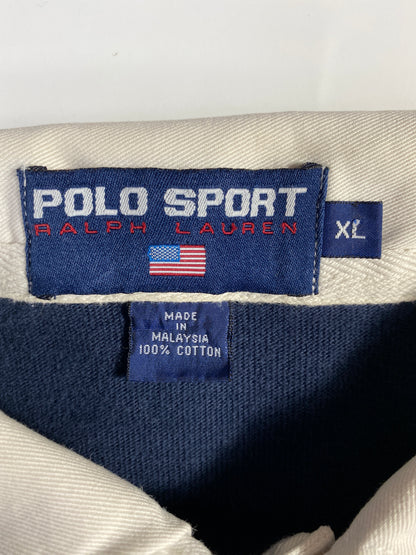 POLO SPORT
RALPH LAUREN
XL
MADE
IN
MALAYSIA
100% COTTON